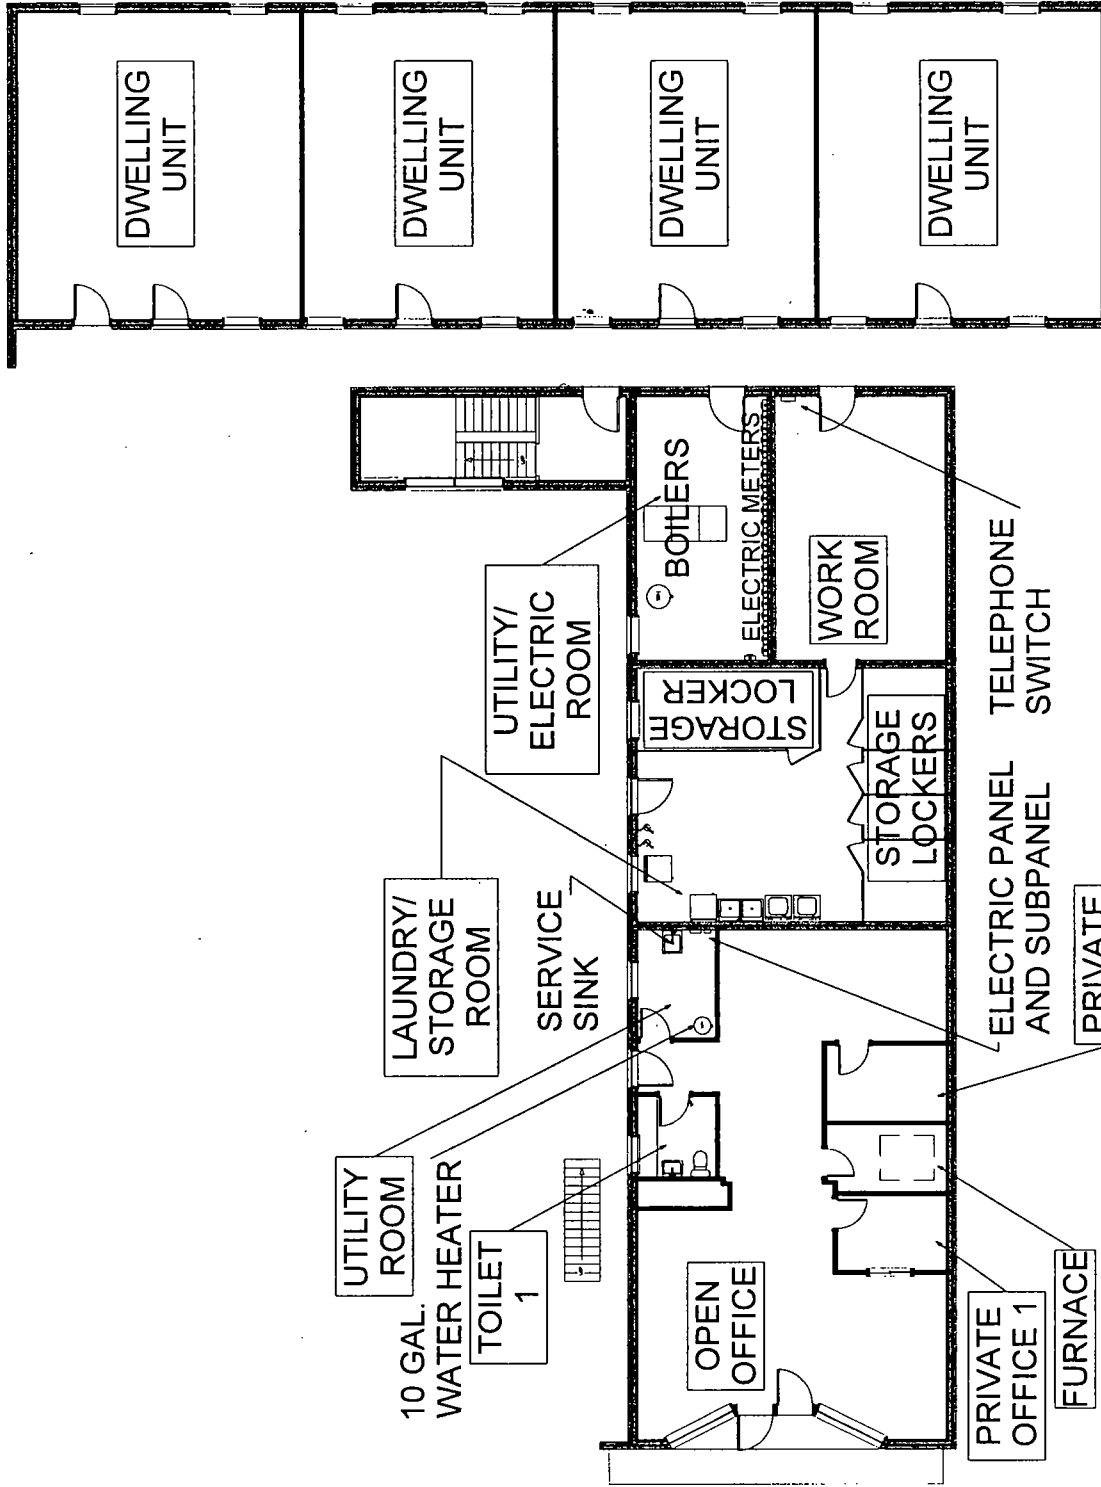 DWELLING
UNIT
DWELLING
UNIT
DWELLING
UNIT
DWELLING
UNIT
BOILERS
ELECTRIC METERS
UTILITY/
ELECTRIC
ROOM
WORK
ROOM
TELEPHONE
SWITCH
STORAGE
LOCKER
STORAGE
LOCKERS
LAUNDRY/
STORAGE
ROOM
SERVICE
SINK
ELECTRIC PANEL
AND SUBPANEL
PRIVATE
UTILITY
ROOM
10 GAL.
WATER HEATER
TOILET
1
OPEN
OFFICE
PRIVATE
OFFICE 1
FURNACE